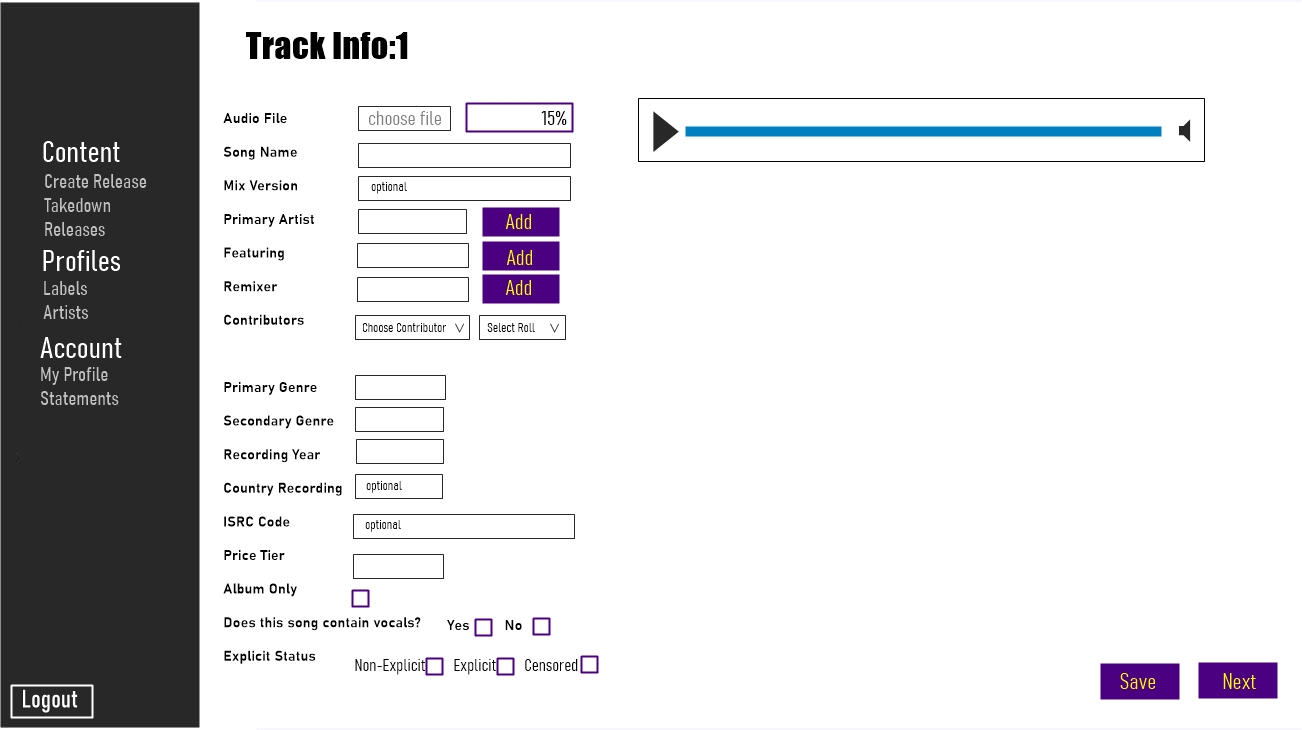 Track Info:1
Content
Create Release
Takedown
Releases
Profiles
Labels
Artists
Account
My Profile
Statements
Logout
Audio File choose file 15%
Song Name
Mix Version optional
Primary Artist Add
Featuring Add
Remixer Add
Contributors Choose Contributor Select Roll
Primary Genre
Secondary Genre
Recording Year
Country Recording optional
ISRC Code optional
Price Tier
Album Only
Does this song contain vocals? Yes No
Explicit Status Non-Explicit Explicit Censored
Save Next